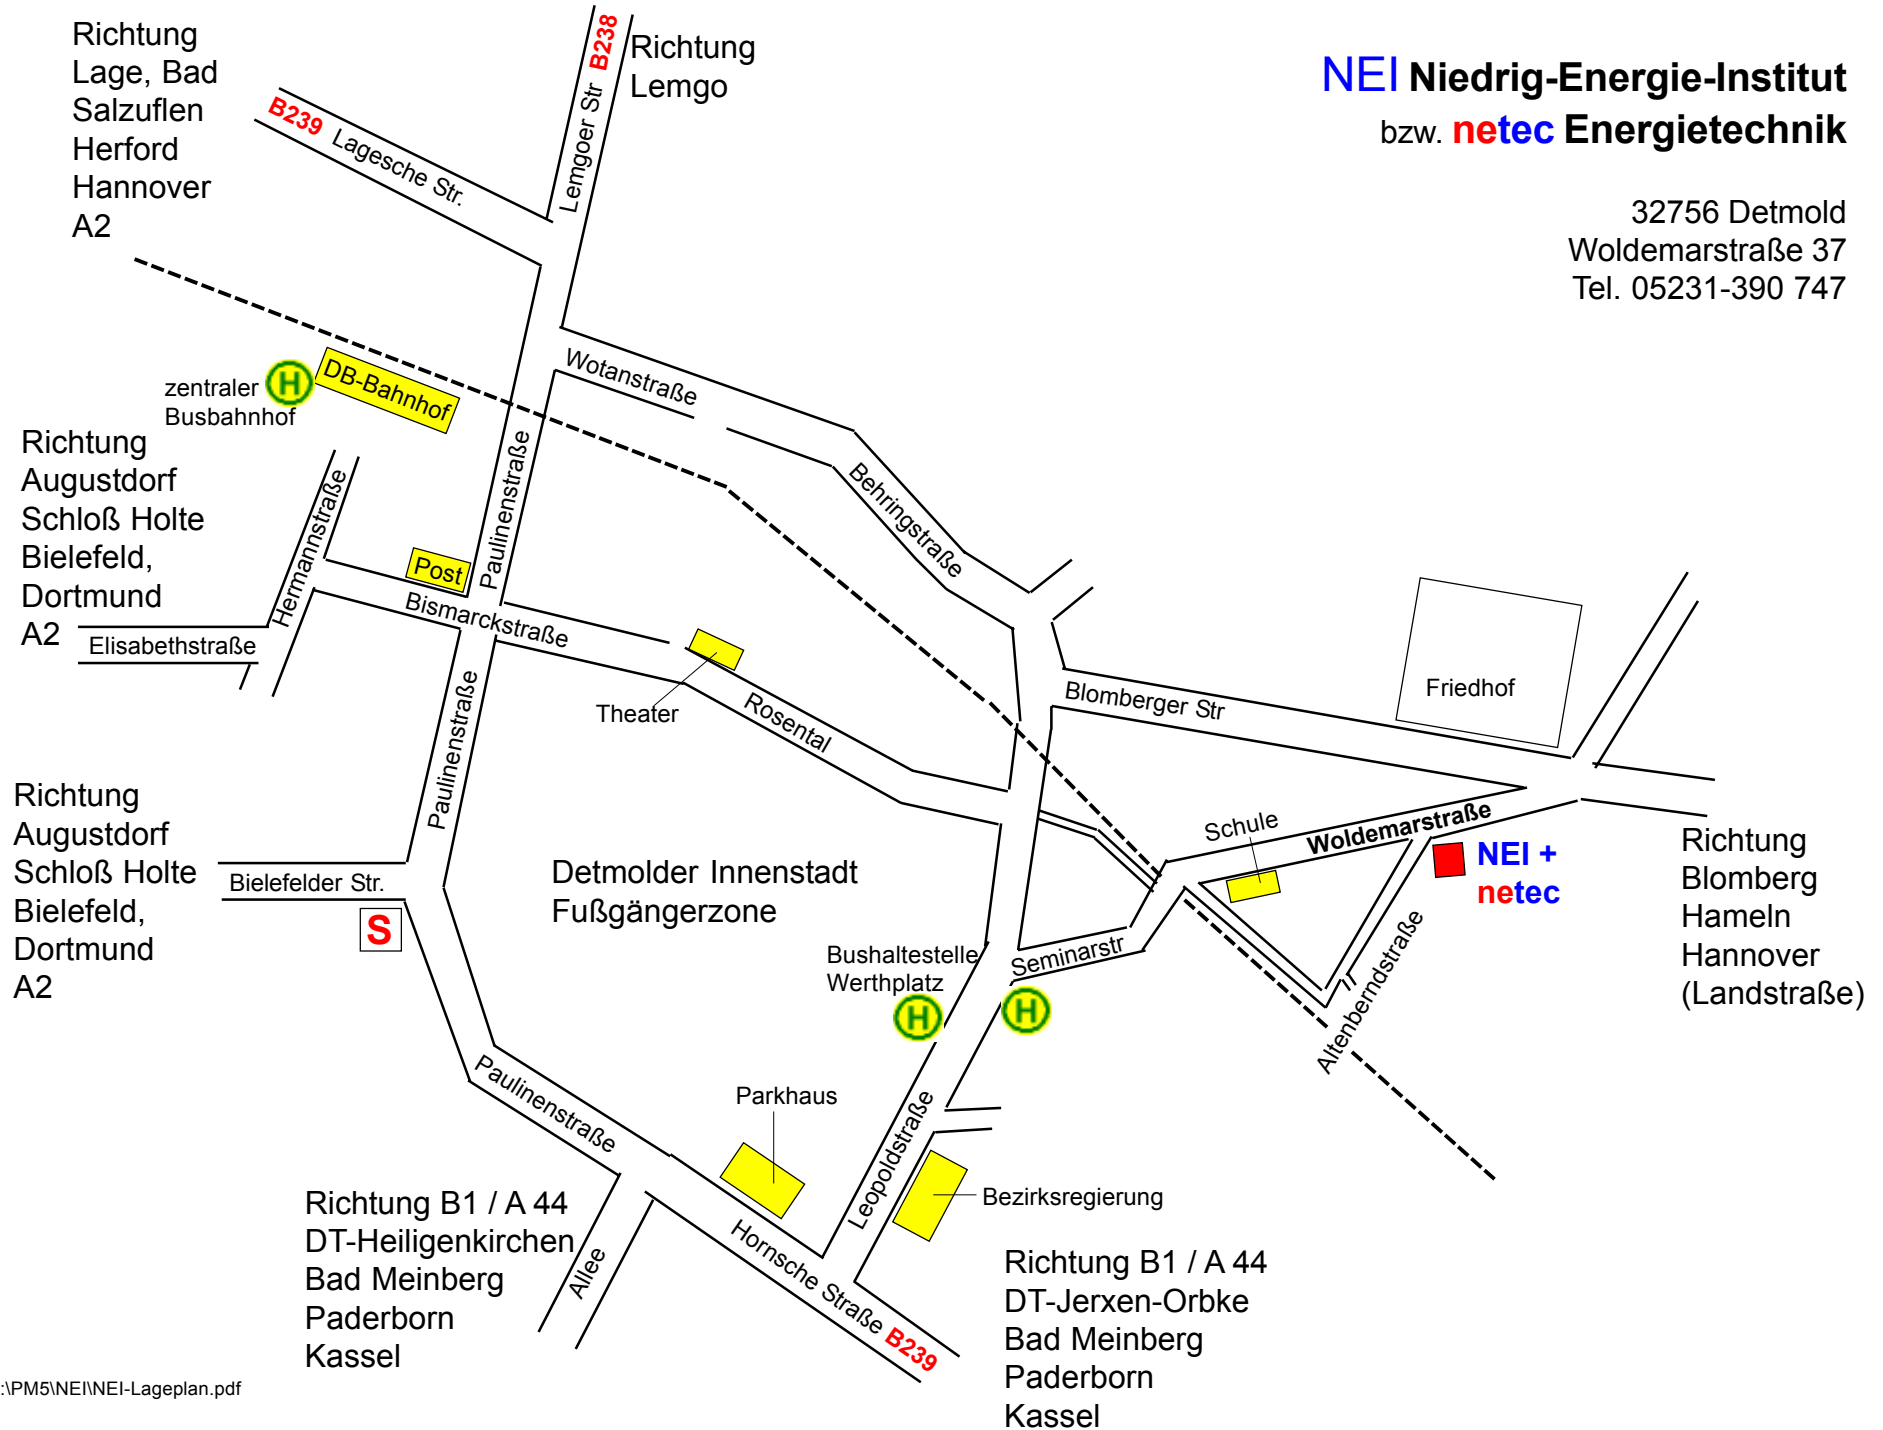 Richtung
Lage, Bad
Salzuflen
Herford
Hannover
A2
B239 Lagesche Str.
Lemgoer Str B238
Richtung
Lemgo
NEI Niedrig-Energie-Institut
bzw. netec Energietechnik
32756 Detmold
Woldemarstraße 37
Tel. 05231-390 747
zentraler
Busbahnhof
H
DB-Bahnhof
Wotanstraße
Behringstraße
Richtung
Augustdorf
Schloß Holte
Bielefeld,
Dortmund
A2
Hermannstraße
Elisabethstraße
Post
Paulinenstraße
Bismarckstraße
Theater
Rosental
Paulinenstraße
Blomberger Str
Friedhof
Richtung
Augustdorf
Schloß Holte
Bielefeld,
Dortmund
A2
Bielefelder Str.
S
Detmolder Innenstadt
Fußgängerzone
Schule
Woldemarstraße
NEI +
netec
Richtung
Blomberg
Hameln
Hannover
(Landstraße)
Bushaltestelle
Werthplatz
H
H
Seminarstr
Altenberndstraße
Paulinenstraße
Parkhaus
Leopoldstraße
Bezirksregierung
Richtung B1 / A 44
DT-Heiligenkirchen
Bad Meinberg
Paderborn
Kassel
Allee
Hornsche Straße B239
Richtung B1 / A 44
DT-Jerxen-Orbke
Bad Meinberg
Paderborn
Kassel
:\PM5\NEI\NEI-Lageplan.pdf